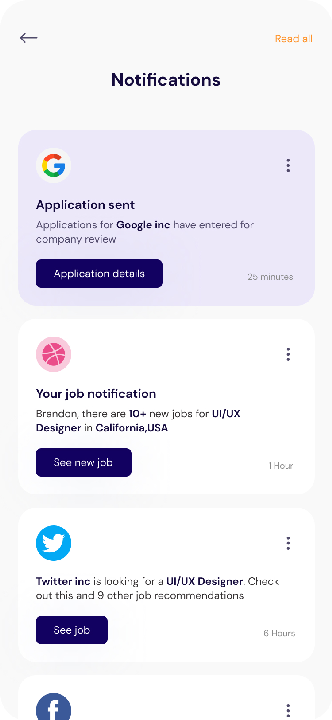 Read all
Notifications
Application sent
Applications for Google inc have entered for
company review
Application details
25 minutes
Your job notification
Brandon, there are 10+ new jobs for UI/UX
Designer in California,USA
See new job
1 Hour
Twitter inc is looking for a UI/UX Designer. Check
out this and 9 other job recommendations
See job
6 Hours